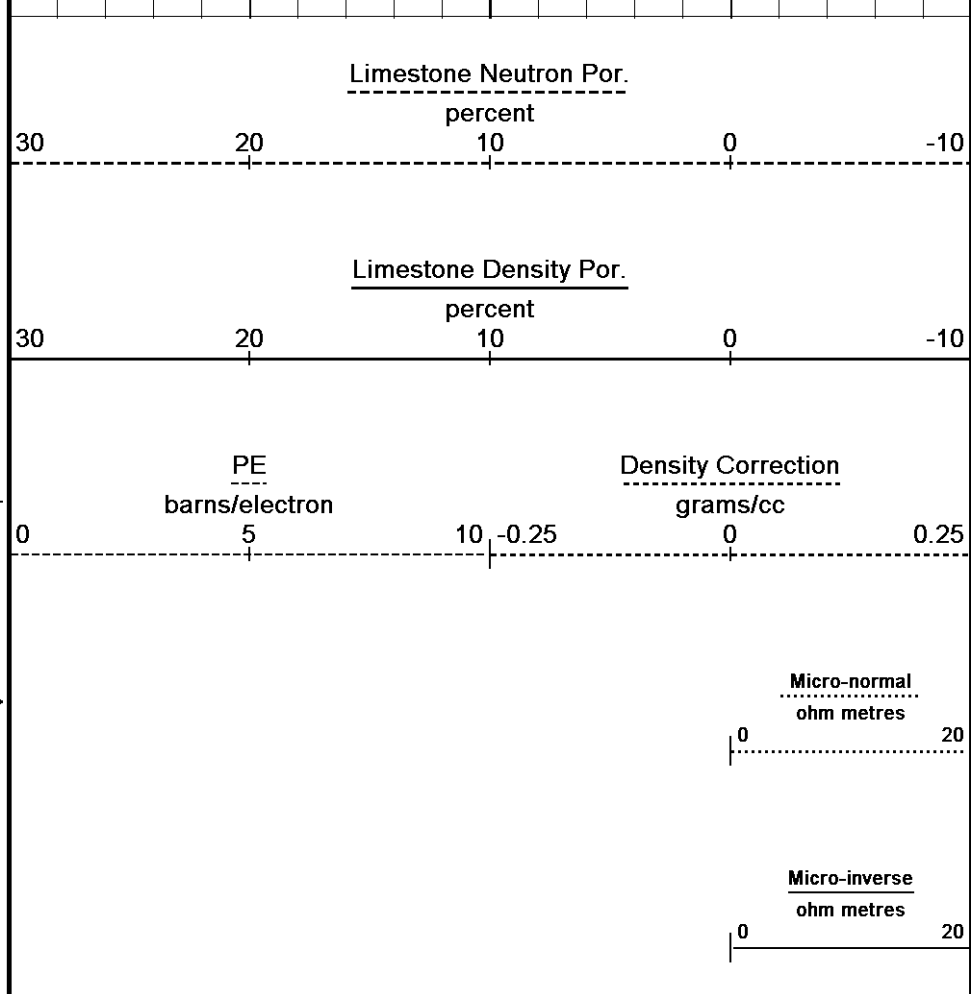 Limestone Neutron Por.
percent
30 20 10 0 -10
Limestone Density Por.
percent
30 20 10 0 -10
PE Density Correction
barns/electron grams/cc
0 5 10 -0.25 0 0.25
Micro-normal
ohm metres
0 20
Micro-inverse
ohm metres
0 20